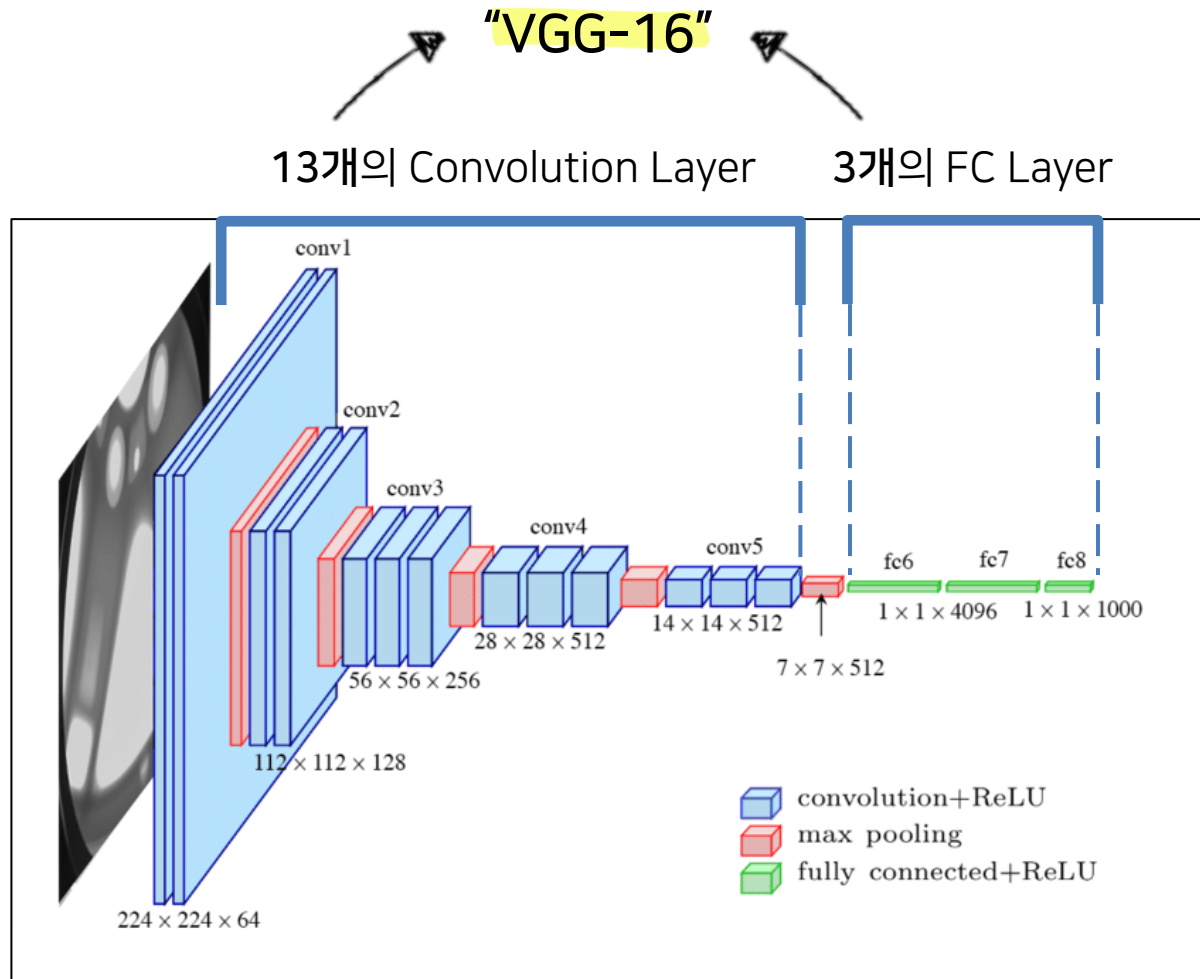 “VGG-16”
13개의 Convolution Layer
3개의 FC Layer
conv1
conv2
conv3
conv4
conv5
fc6
fc7
fc8
1 × 1 × 4096
1 × 1 × 1000
14 × 14 × 512
28 × 28 × 512
7 × 7 × 512
56 × 56 × 256
112 × 112 × 128
224 × 224 × 64
convolution+ReLU
max pooling
fully connected+ReLU